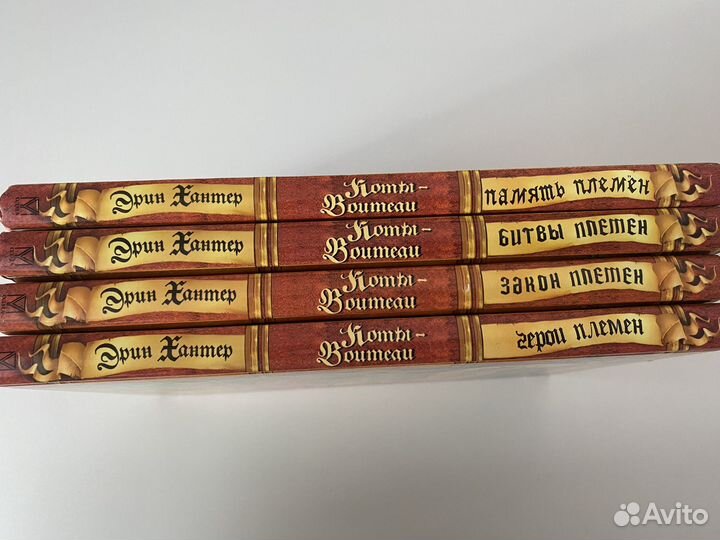 Эрин Хантер
Коты-
Воители
память племён
Эрин Хантер
Коты-
Воители
Битвы племен
Эрин Хантер
Коты-
Воители
Закон племен
Эрин Хантер
Коты-
Воители
Герои племен
Avito